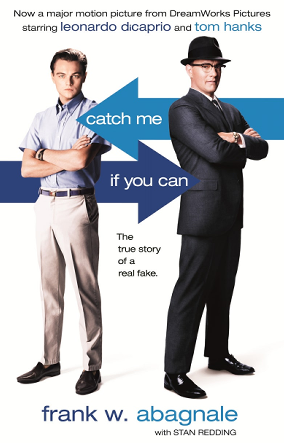 Now a major motion picture from DreamWorks Pictures
starring leonardo dicaprio and tom hanks
catch me
if you can
The
true story
of a
real fake.
frank w. abagnale
with STAN REDDING